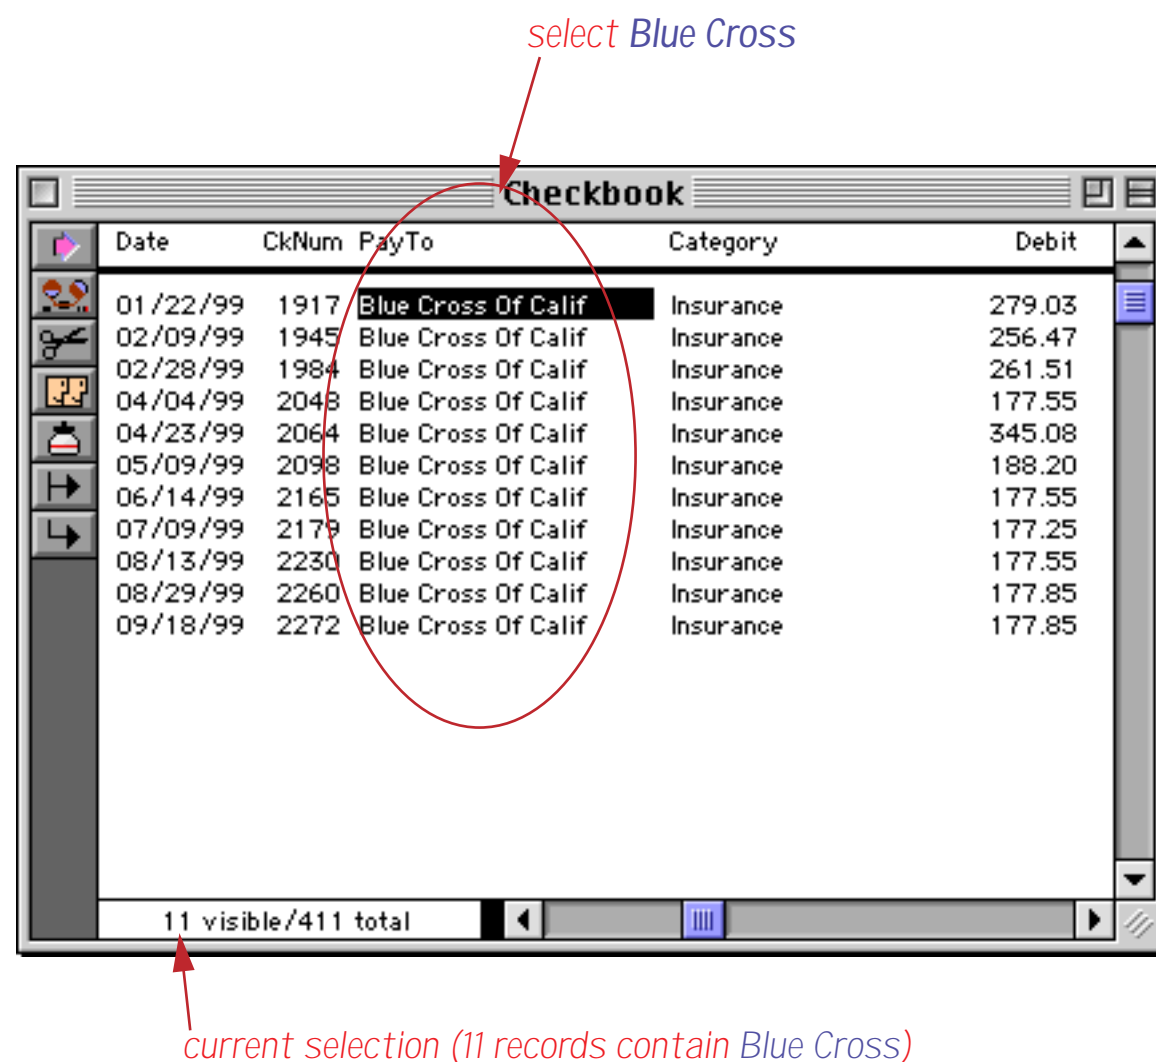 select Blue Cross
Checkbook
Date CkNum PayTo Category Debit
01/22/99 1917 Blue Cross Of Calif Insurance 279.03
02/09/99 1945 Blue Cross Of Calif Insurance 256.47
02/28/99 1984 Blue Cross Of Calif Insurance 261.51
04/04/99 2048 Blue Cross Of Calif Insurance 177.55
04/23/99 2064 Blue Cross Of Calif Insurance 345.08
05/09/99 2098 Blue Cross Of Calif Insurance 188.20
06/14/99 2165 Blue Cross Of Calif Insurance 177.55
07/09/99 2179 Blue Cross Of Calif Insurance 177.25
08/13/99 2230 Blue Cross Of Calif Insurance 177.55
08/29/99 2260 Blue Cross Of Calif Insurance 177.85
09/18/99 2272 Blue Cross Of Calif Insurance 177.85
11 visible/411 total
current selection (11 records contain Blue Cross)